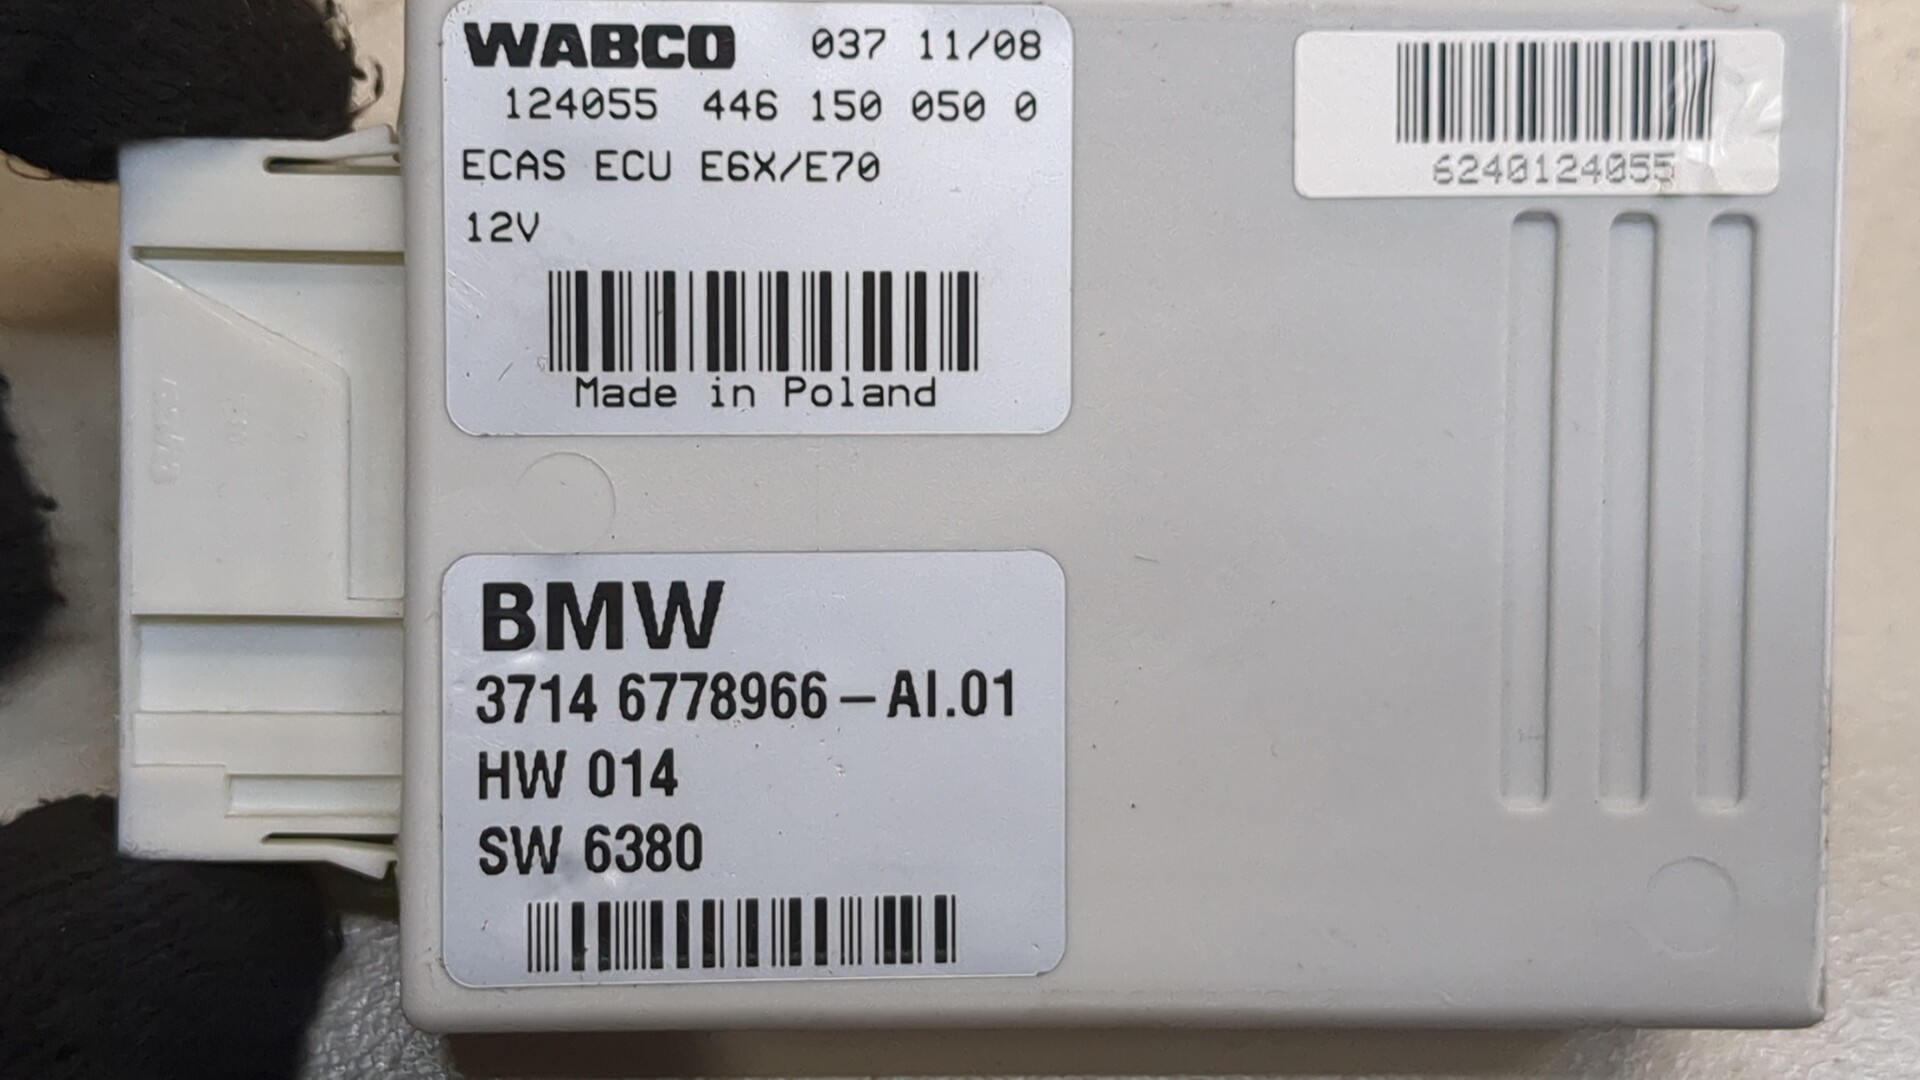 WABCO 037 11/08
124055 446 150 050 0
ECAS ECU E6X/E70
12V
Made in Poland
6240124055
BMW
3714 6778966–AI.01
HW 014
SW 6380